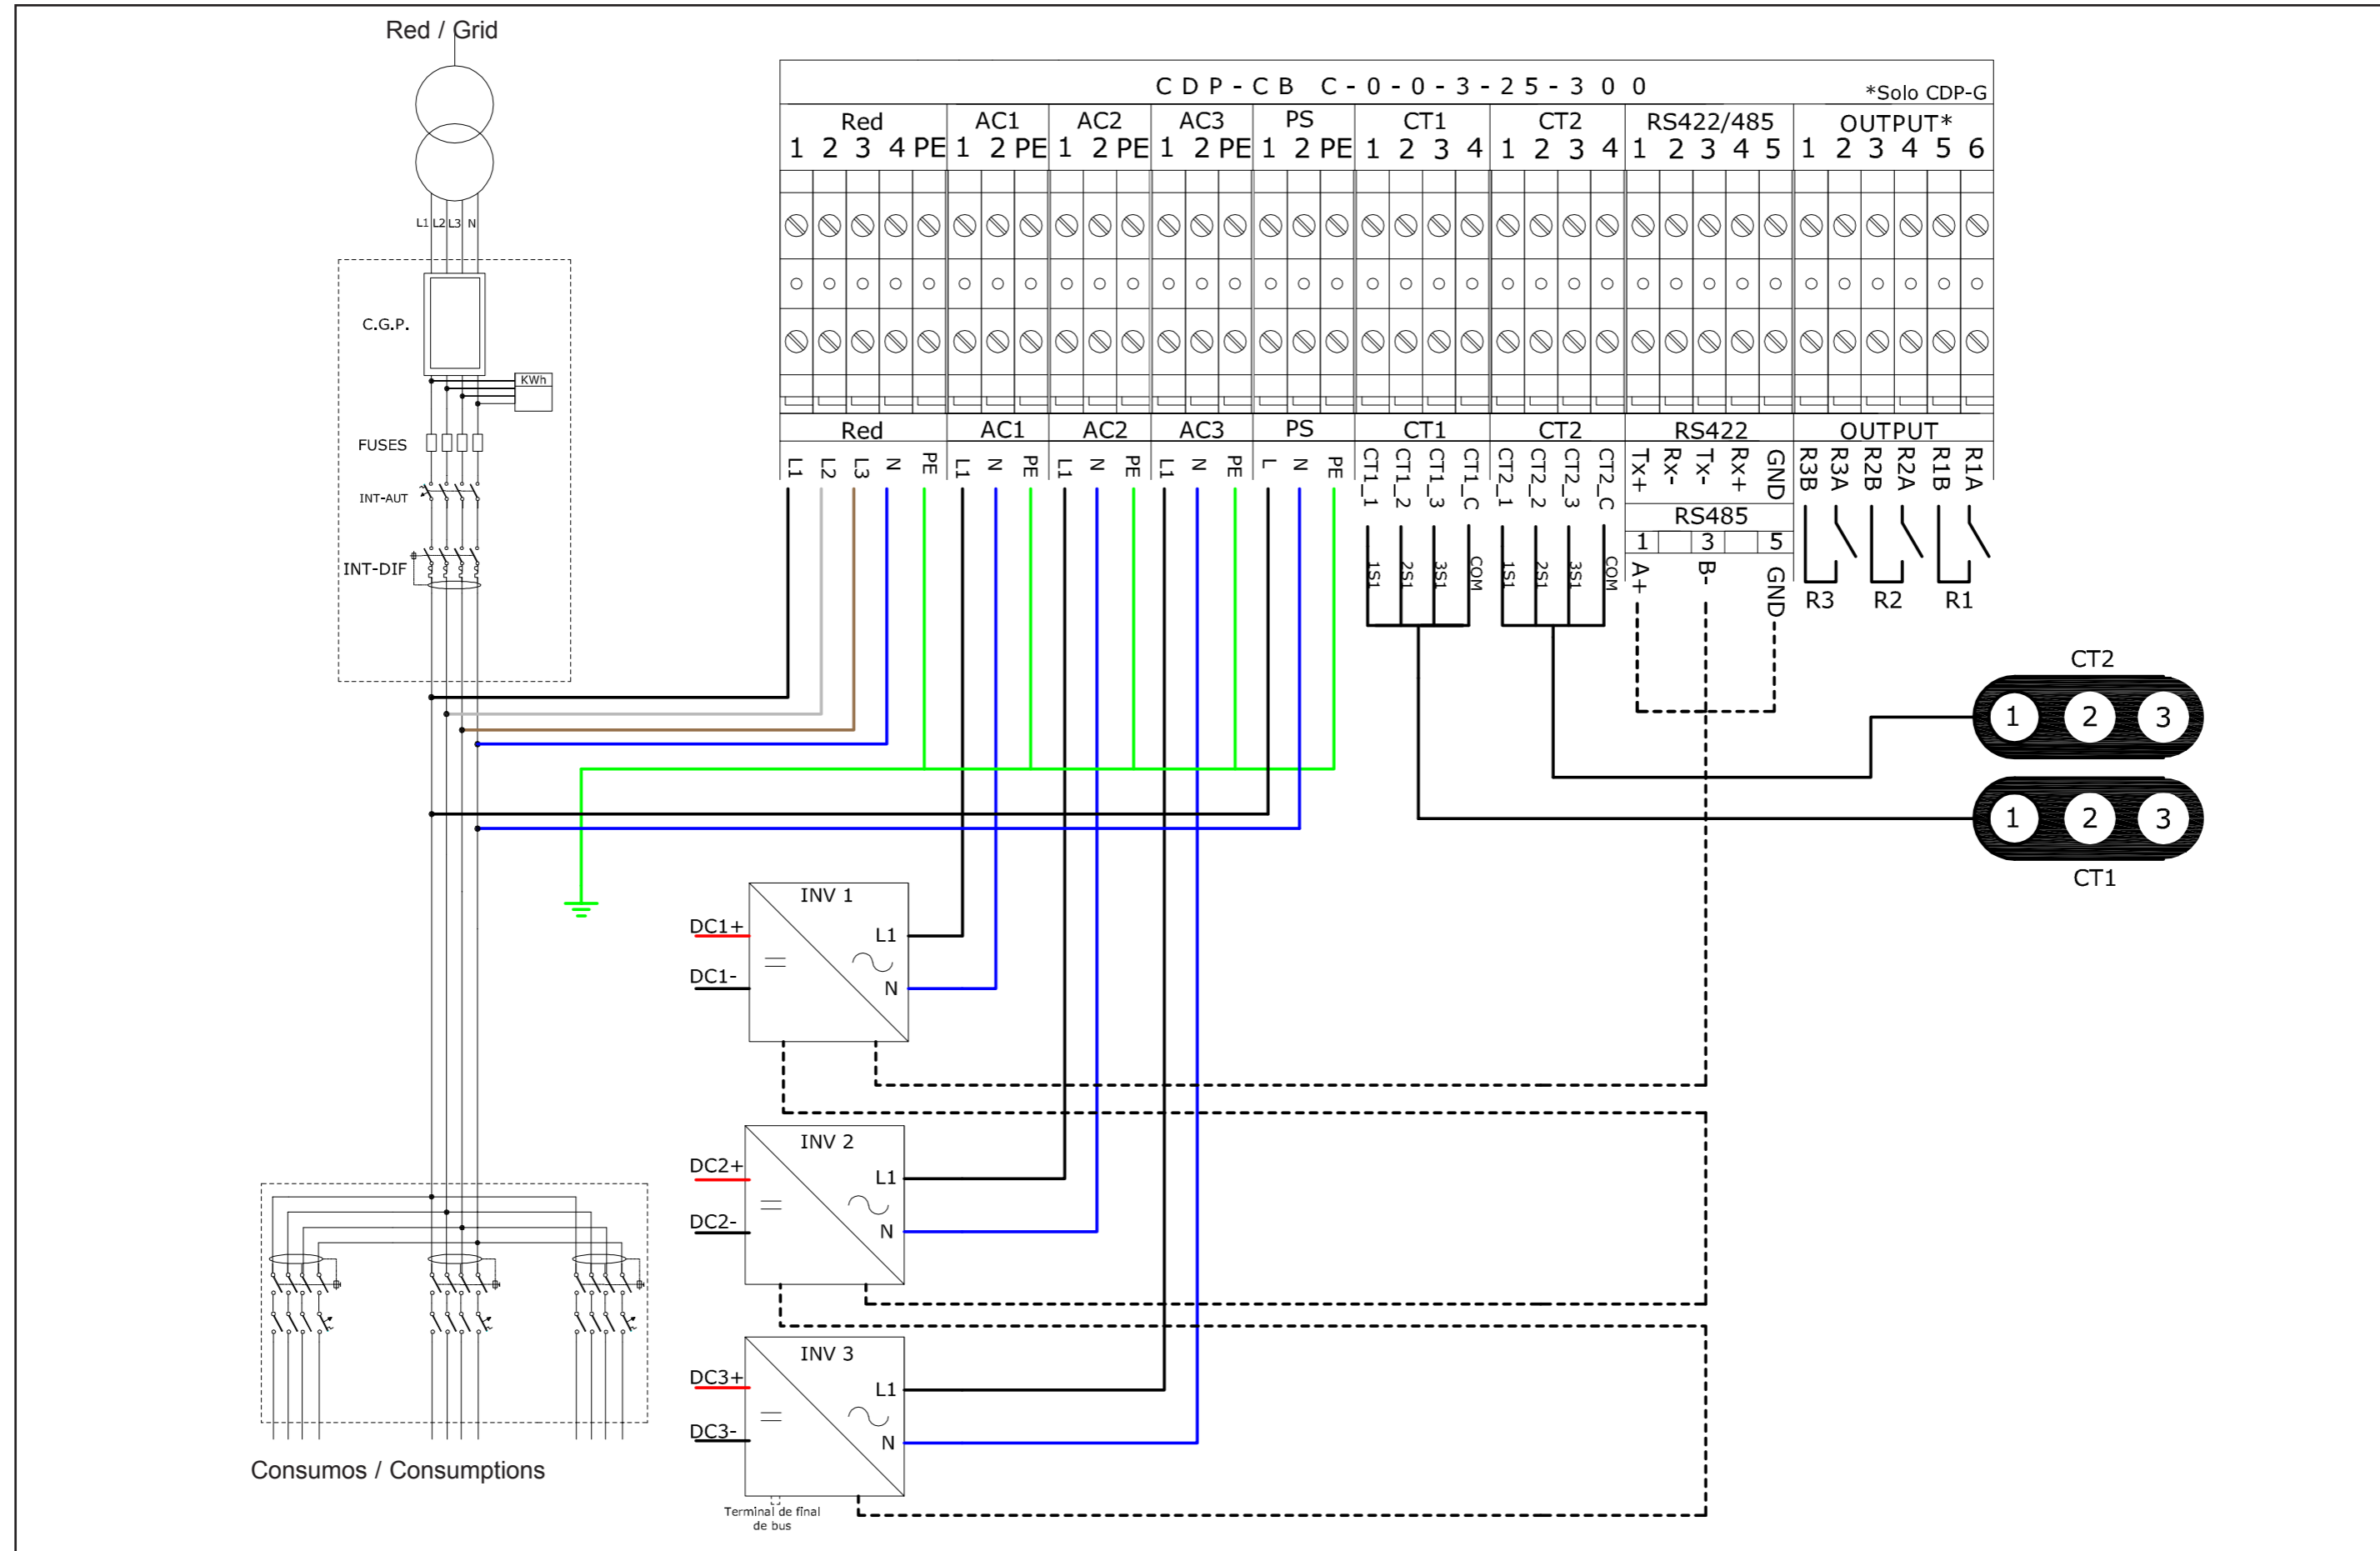 Red / Grid
CDP-CB C-0-0-3-25-300
*Solo CDP-G
Red AC1 AC2 AC3 PS CT1 CT2 RS422/485 OUTPUT*
1 2 3 4 PE 1 2 PE 1 2 PE 1 2 PE 1 2 PE 1 2 3 4 1 2 3 4 1 2 3 4 5 1 2 3 4 5 6
L1 L2 L3 N
C.G.P.
KWh
FUSES
INT-AUT
INT-DIF
Red AC1 AC2 AC3 PS CT1 CT2 RS422 OUTPUT
L1 L2 L3 N PE L1 N PE L1 N PE L1 N PE L N PE CT1_1 CT1_2 CT1_3 CT1_C CT2_1 CT2_2 CT2_3 CT2_C Tx+ Rx- Tx- Rx+ GND R3B R3A R2B R2A R1B R1A
RS485
1 3 5
1S1 2S1 3S1 COM 1S1 2S1 3S1 COM A+ B- GND
R3 R2 R1
CT2
1 2 3
1 2 3
CT1
INV 1
DC1+
L1
DC1-
N
INV 2
DC2+
L1
DC2-
N
INV 3
DC3+
L1
DC3-
N
Terminal de final
de bus
Consumos / Consumptions